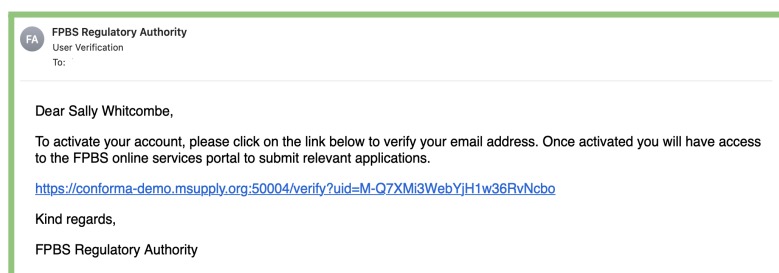 FA
FPBS Regulatory Authority
User Verification
To:
Dear Sally Whitcombe,
To activate your account, please click on the link below to verify your email address. Once activated you will have access
to the FPBS online services portal to submit relevant applications.
https://conforma-demo.msupply.org:50004/verify?uid=M-Q7XMi3WebYjH1w36RvNcbo
Kind regards,
FPBS Regulatory Authority